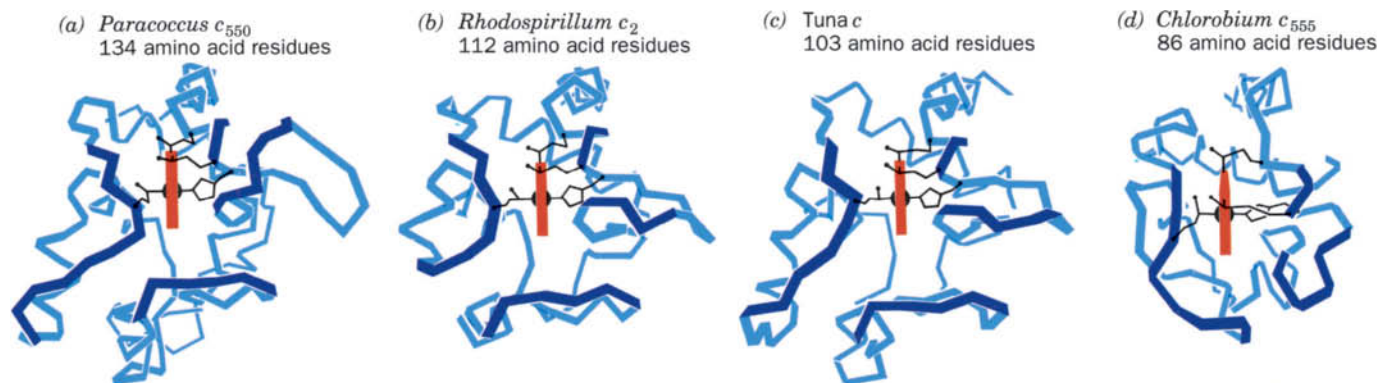 (a) Paracoccus c550
134 amino acid residues
(b) Rhodospirillum c2
112 amino acid residues
(c) Tuna c
103 amino acid residues
(d) Chlorobium c555
86 amino acid residues